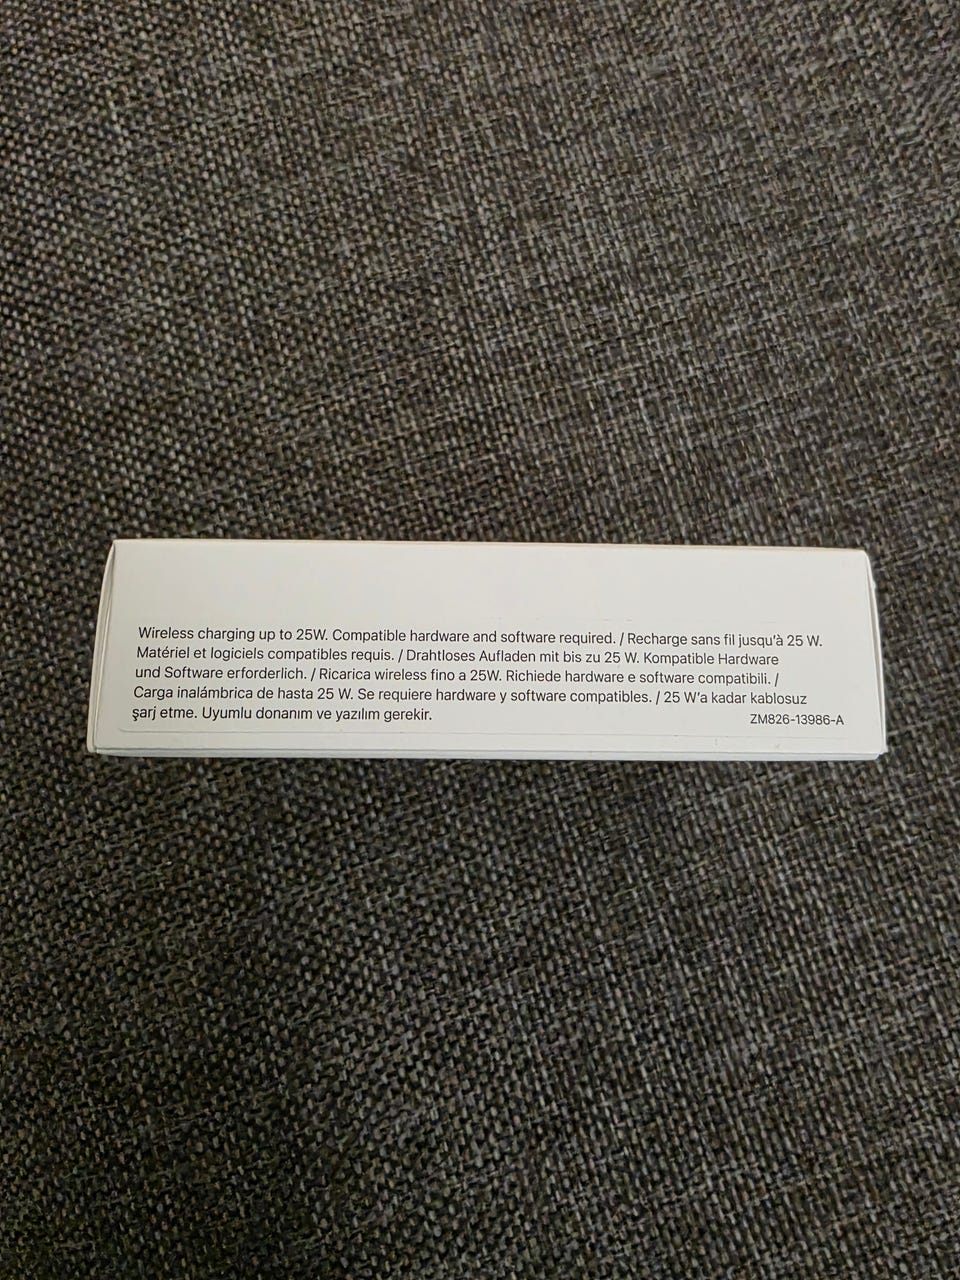 Wireless charging up to 25W. Compatible hardware and software required. / Recharge sans fil jusqu'à 25 W.
Matériel et logiciels compatibles requis. / Drahtloses Aufladen mit bis zu 25 W. Kompatible Hardware
und Software erforderlich. / Ricarica wireless fino a 25W. Richiede hardware e software compatibili. /
Carga inalámbrica de hasta 25 W. Se requiere hardware y software compatibles. / 25 W'a kadar kablosuz
şarj etme. Uyumlu donanım ve yazılım gerekir.
ZM826-13986-A